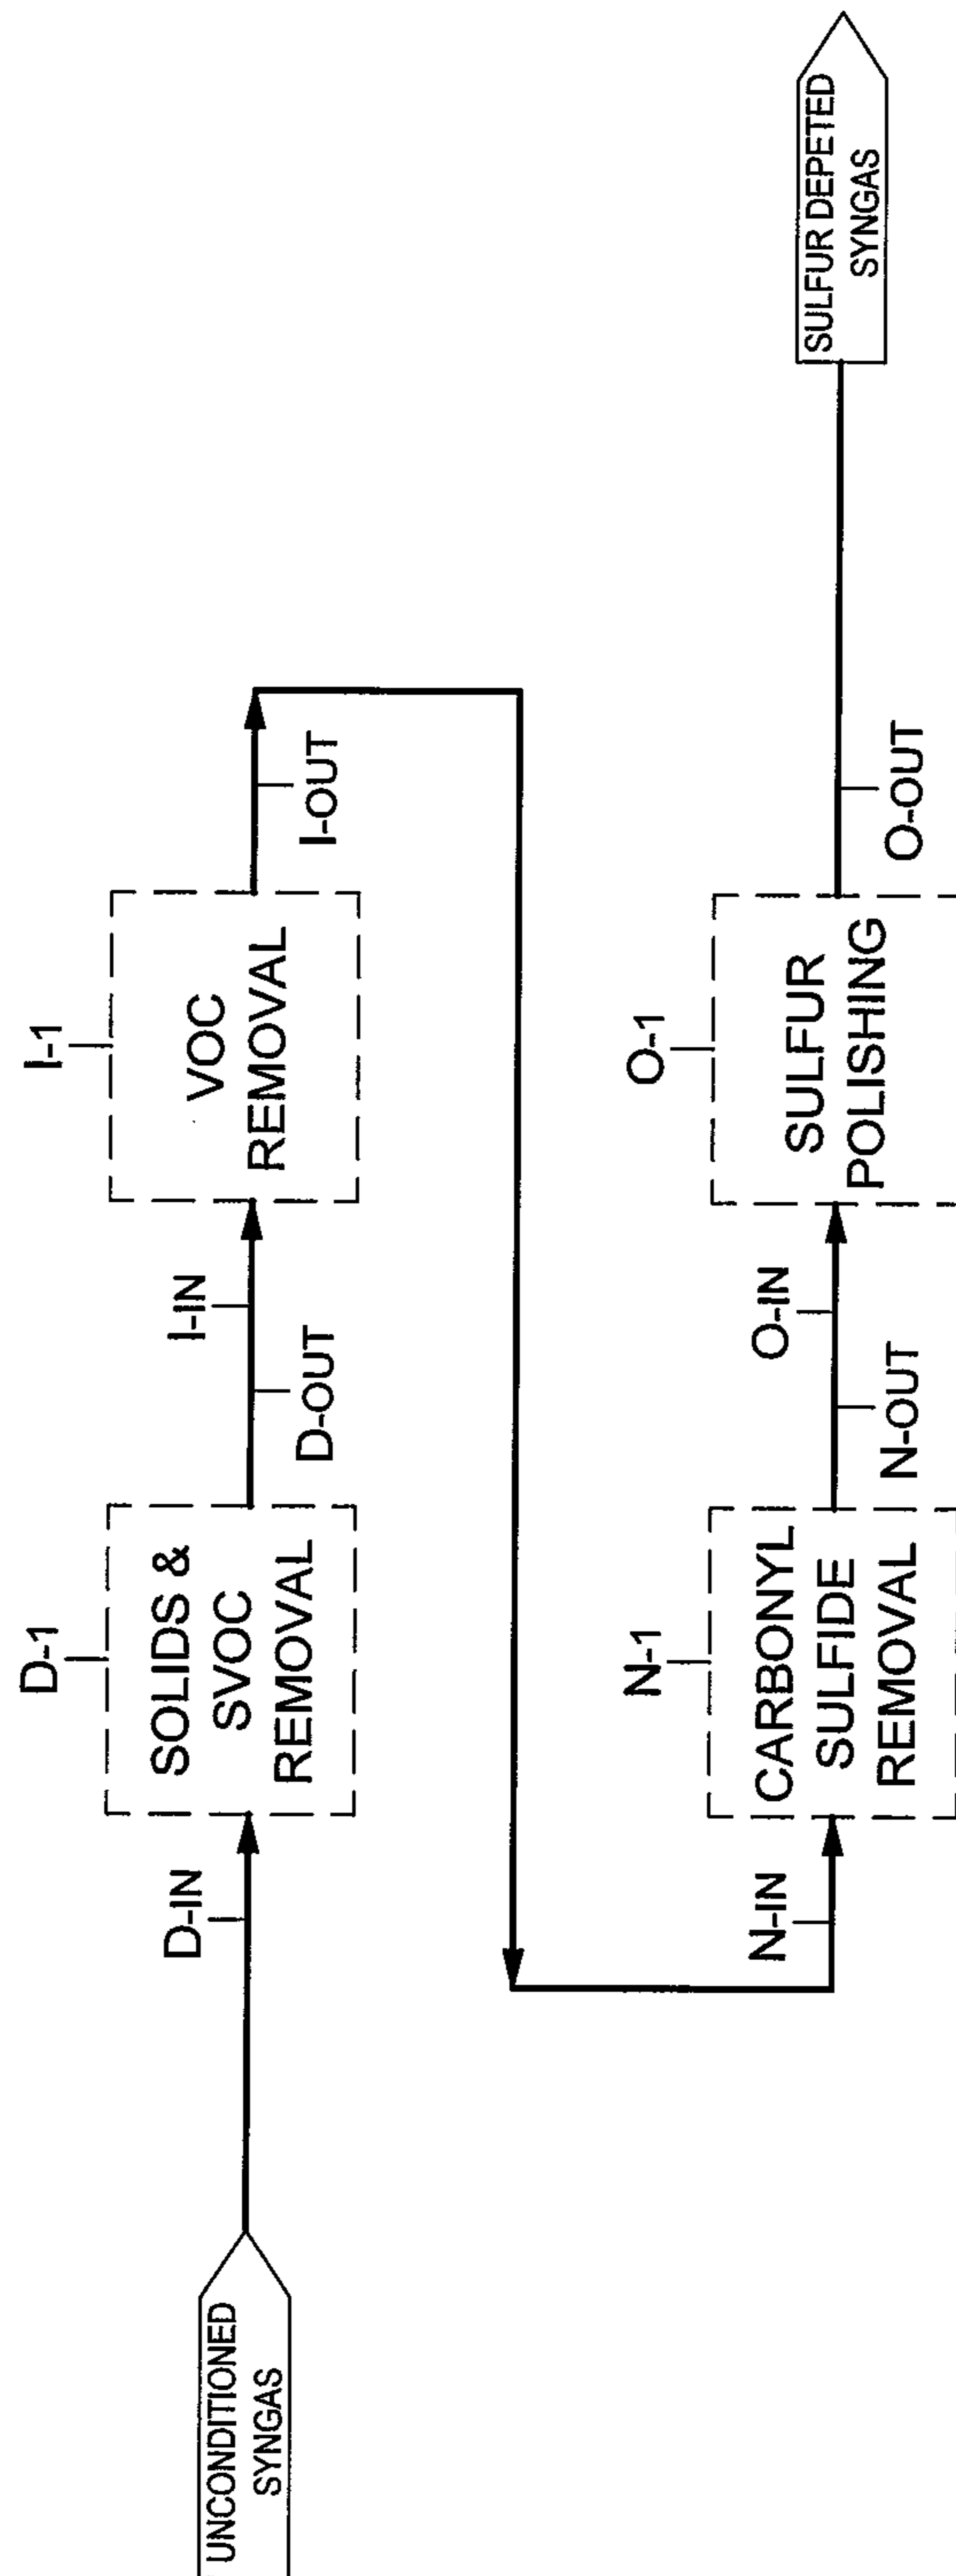 UNCONDITIONED
SYNGAS
D-IN
D-1
SOLIDS &
SVOC
REMOVAL
D-OUT
I-IN
I-1
VOC
REMOVAL
I-OUT
N-IN
N-1
CARBONYL
SULFIDE
REMOVAL
N-OUT
O-IN
O-1
SULFUR
POLISHING
O-OUT
SULFUR DEPETED
SYNGAS